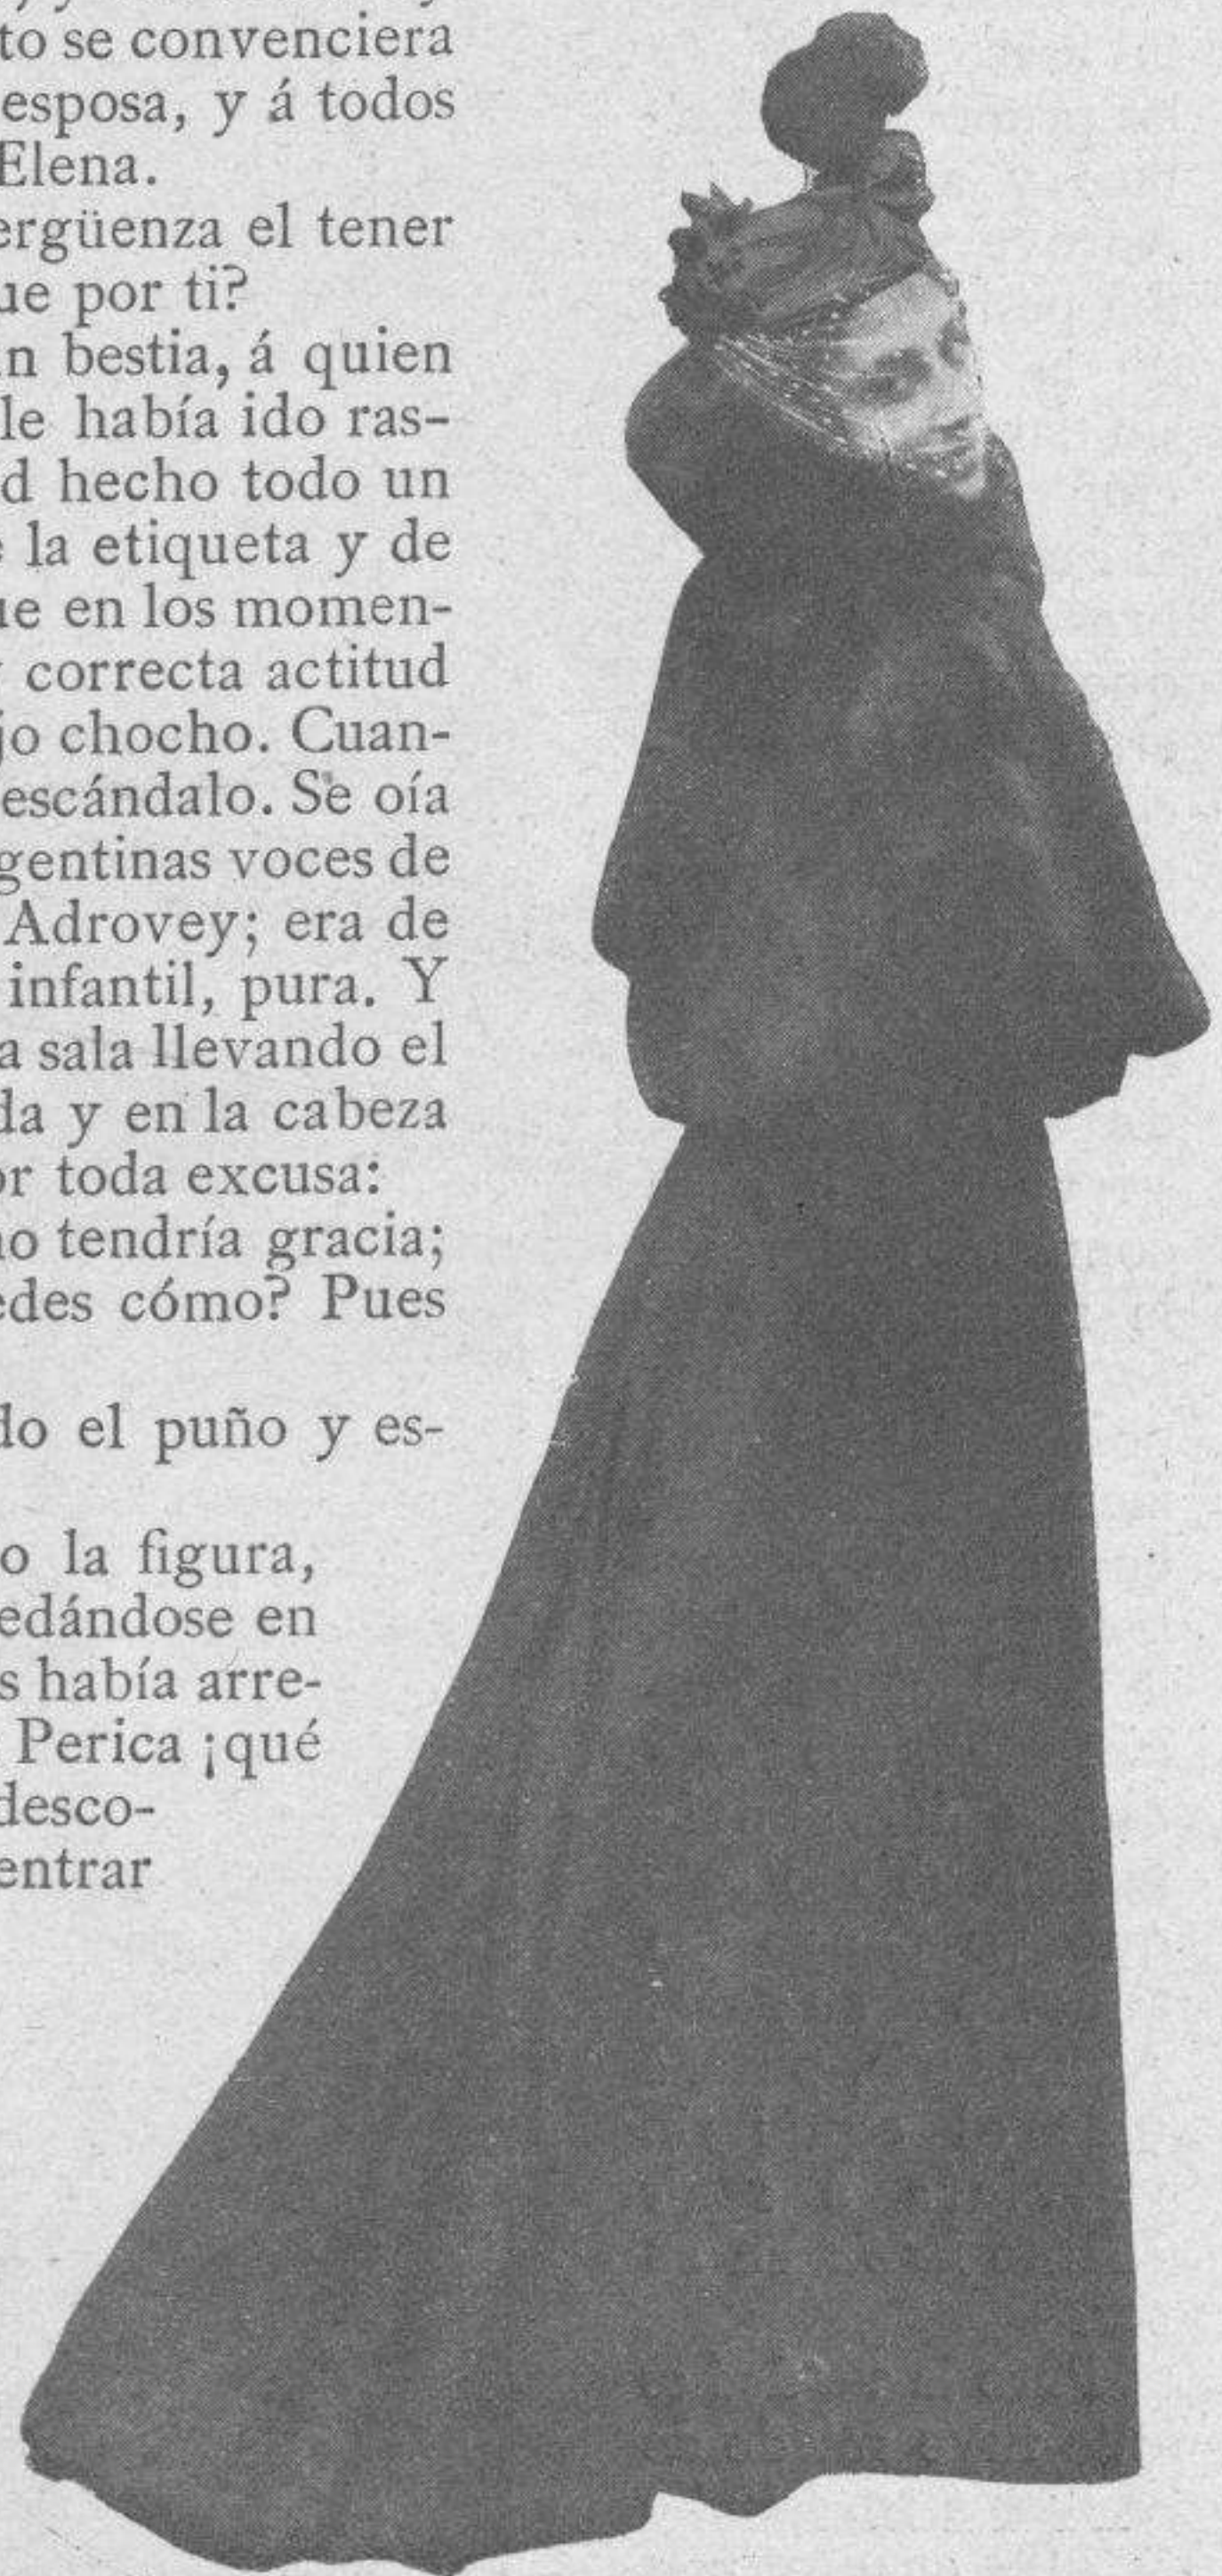 to se convenciera
esposa, y á todos
Elena.
ergüenza el tener
ue por ti?
n bestia, á quien
le había ido ras-
d hecho todo un
e la etiqueta y de
ue en los momen-
correcta actitud
jo chocho. Cuan-
escándalo. Se oía
gentinas voces de
Adrovey; era de
infantil, pura. Y
a sala llevando el
da y en la cabeza
or toda excusa:
no tendría gracia;
edes cómo? Pues
do el puño y es-
o la figura,
edándose en
s había arre-
Perica ¡qué
desco-
entrar